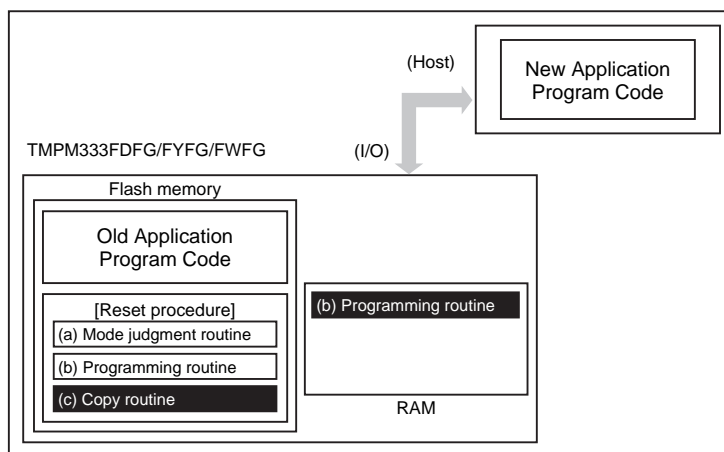 (Host)
New Application
Program Code
TMPM333FDFG/FYFG/FWFG
(I/O)
Flash memory
Old Application
Program Code
[Reset procedure]
(a) Mode judgment routine
(b) Programming routine
(c) Copy routine
(b) Programming routine
RAM